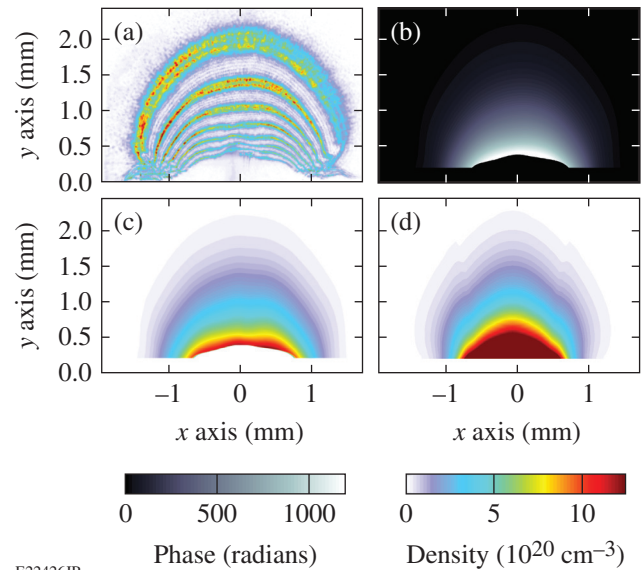 (a)
(b)
2.0
1.5
1.0
0.5
0.0
y axis (mm)
(c)
(d)
2.0
1.5
1.0
0.5
0.0
y axis (mm)
−1 0 1
−1 0 1
x axis (mm)
x axis (mm)
0 500 1000
0 5 10
Phase (radians)
Density (10²⁰ cm⁻³)